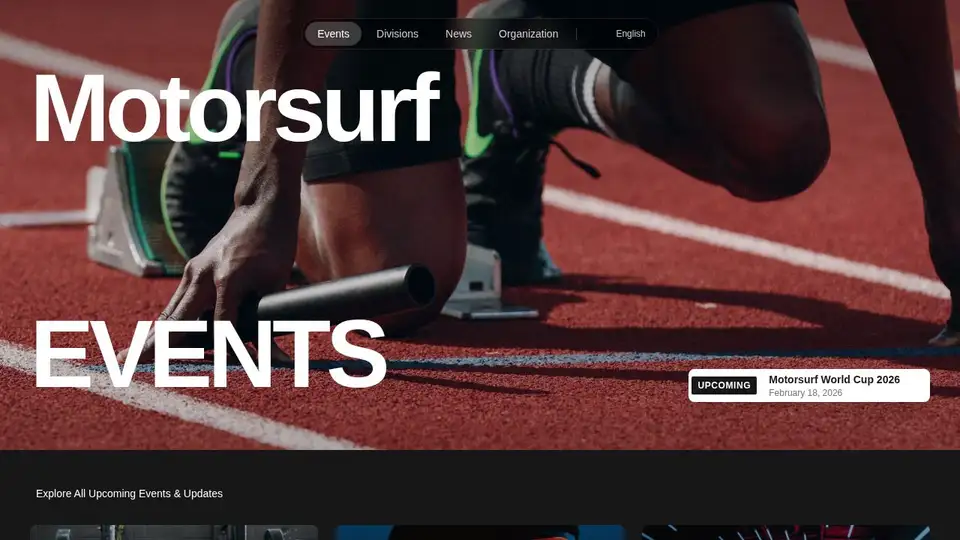 Events
Divisions
News
Organization
English
Motorsurf
EVENTS
UPCOMING
Motorsurf World Cup 2026
February 18, 2026
Explore All Upcoming Events & Updates